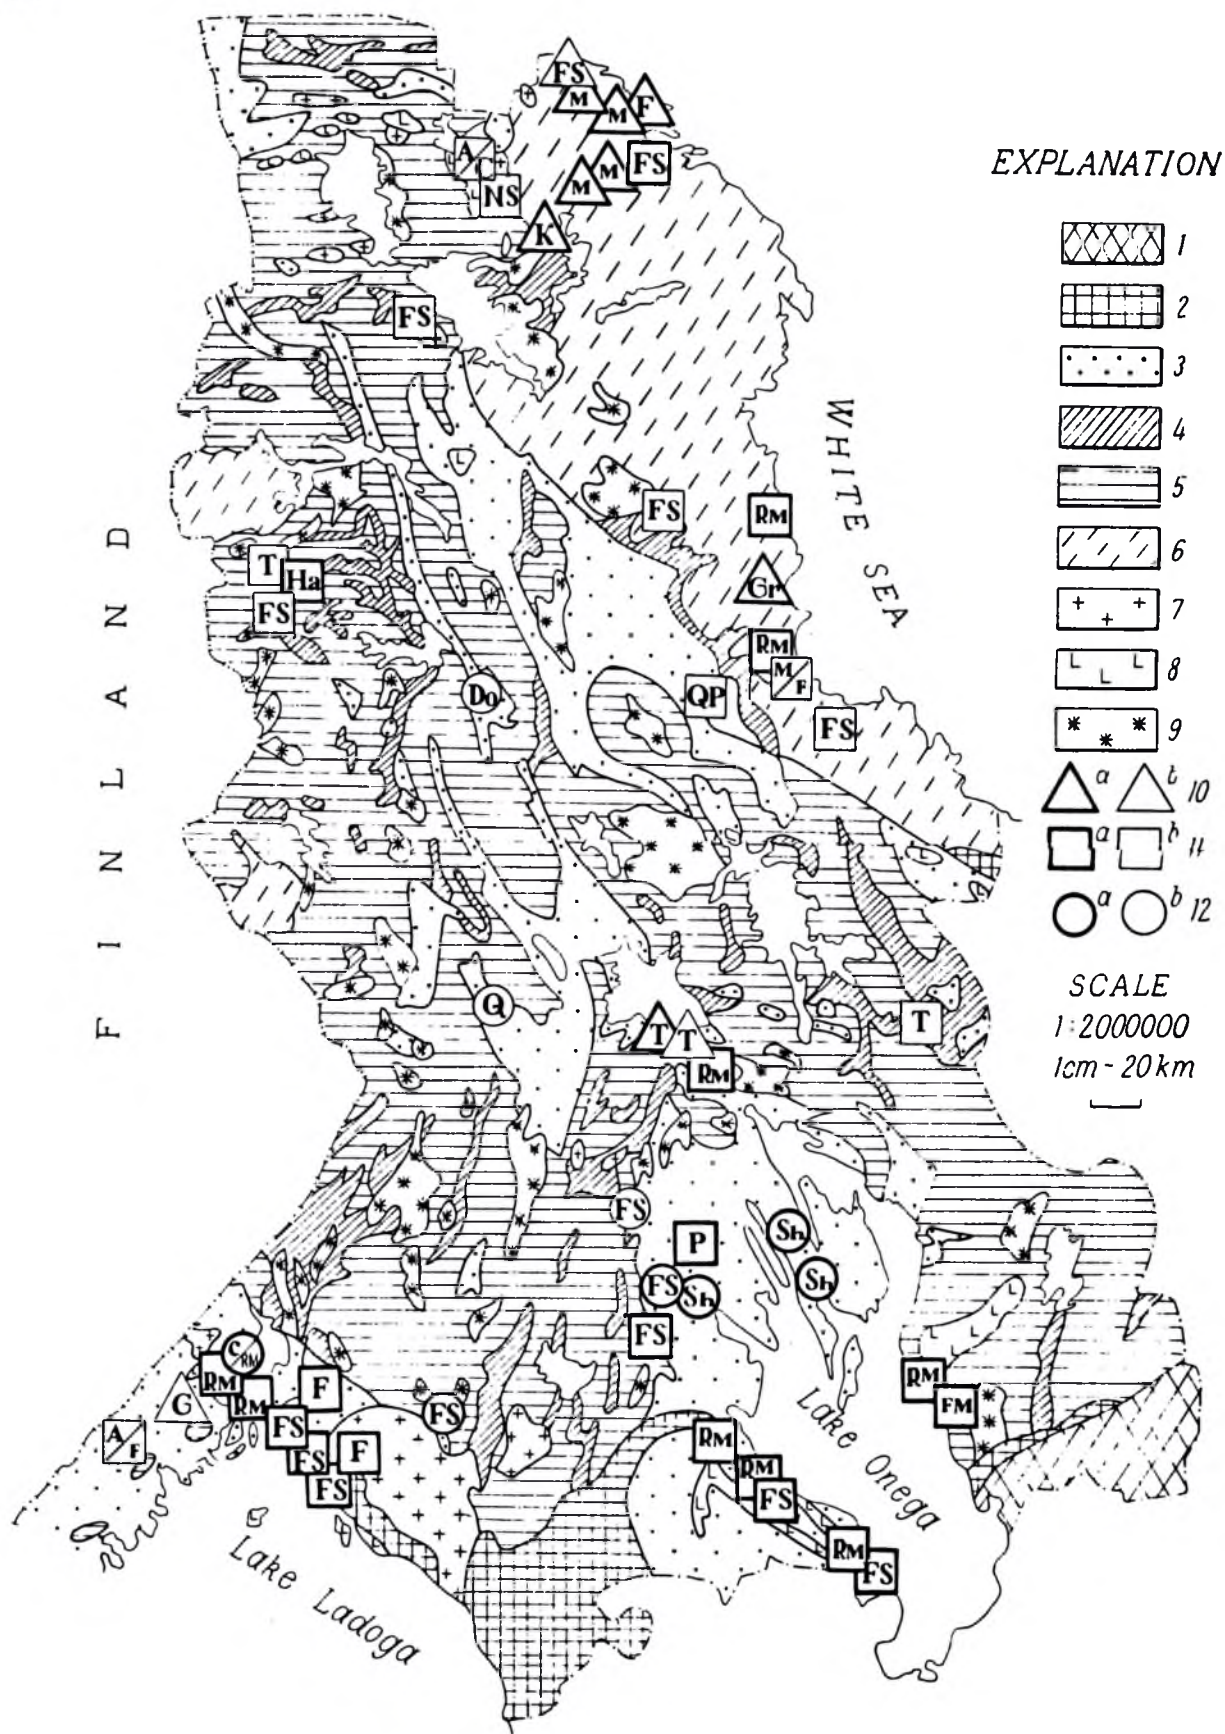 EXPLANATION
1
2
3
4
5
6
7
8
9
a b 10
a b 11
a b 12
SCALE
1:2000000
1cm - 20 km
FINLAND
WHITE SEA
Lake Onega
Lake Ladoga
FS
M
M
F
A
NS
M
M
FS
K
FS
FS
RM
T
Ha
FS
Gr
RM
M/F
Do
QP
FS
Q
T
T
RM
T
FS
P
Sh
FS
Sh
Sh
FS
C/RM
RM
RM
G
F
FS
A/F
FS
F
FS
FS
RM
FM
RM
RM
FS
RM
FS